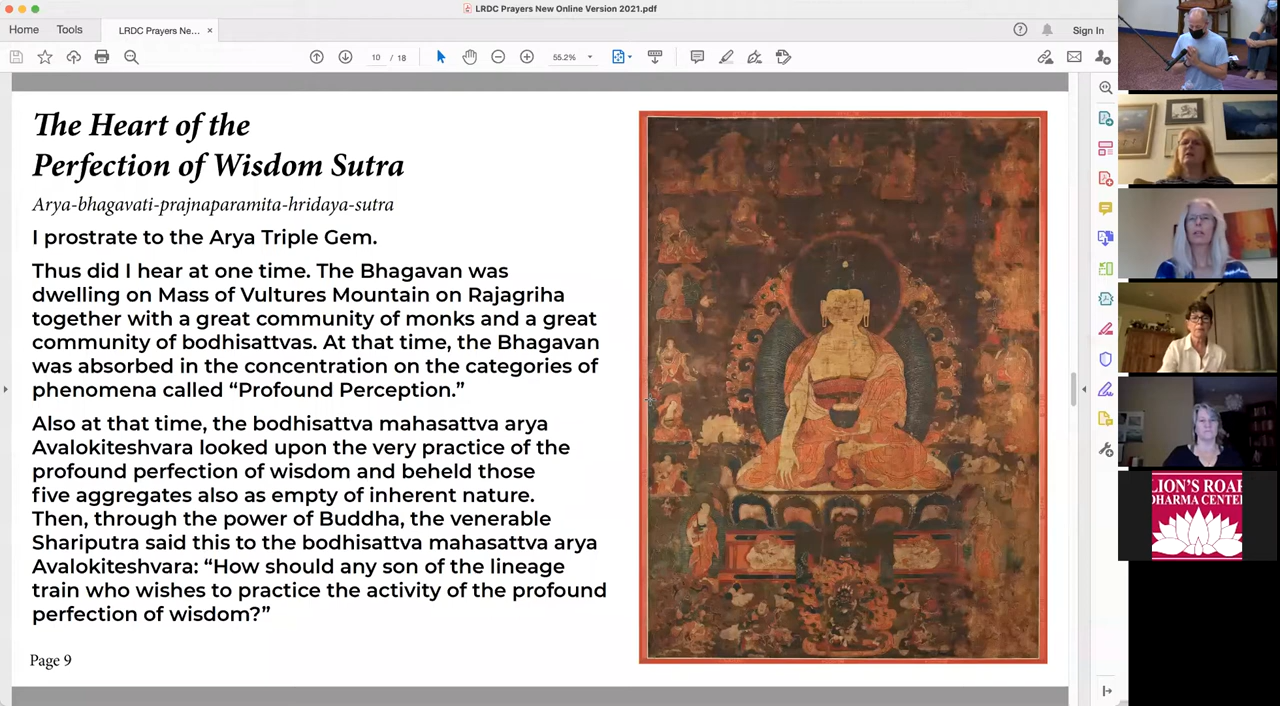 LRDC Prayers New Online Version 2021.pdf
Home
Tools
LRDC Prayers Ne... ×
Sign In
10 / 18
55.2%
The Heart of the
Perfection of Wisdom Sutra
Arya-bhagavati-prajnaparamita-hridaya-sutra
I prostrate to the Arya Triple Gem.
Thus did I hear at one time. The Bhagavan was
dwelling on Mass of Vultures Mountain on Rajagriha
together with a great community of monks and a great
community of bodhisattvas. At that time, the Bhagavan
was absorbed in the concentration on the categories of
phenomena called “Profound Perception.”
Also at that time, the bodhisattva mahasattva arya
Avalokiteshvara looked upon the very practice of the
profound perfection of wisdom and beheld those
five aggregates also as empty of inherent nature.
Then, through the power of Buddha, the venerable
Shariputra said this to the bodhisattva mahasattva arya
Avalokiteshvara: “How should any son of the lineage
train who wishes to practice the activity of the profound
perfection of wisdom?”
Page 9
LION'S ROAR
DHARMA CENTER